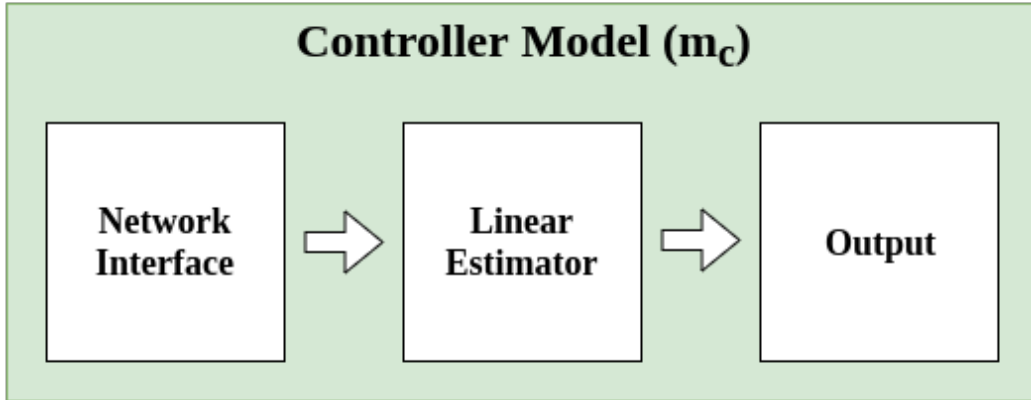 Controller Model (mc)
Network
Interface
Linear
Estimator
Output